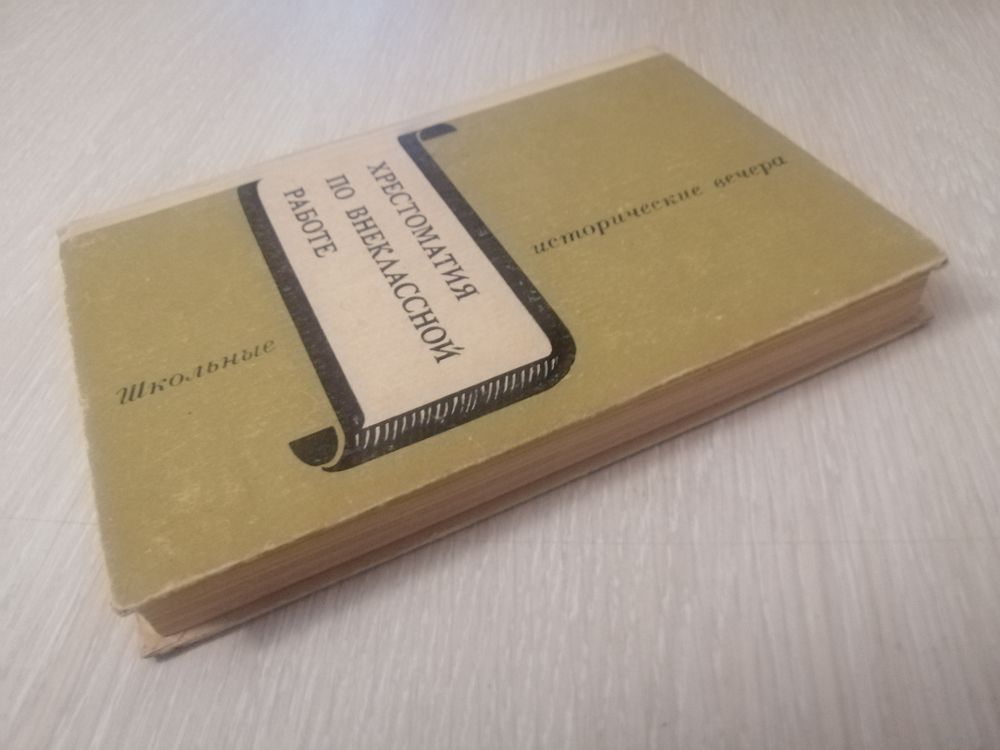 Школьные
исторические вечера
ХРЕСТОМАТИЯ
ПО ВНЕКЛАССНОЙ
РАБОТЕ